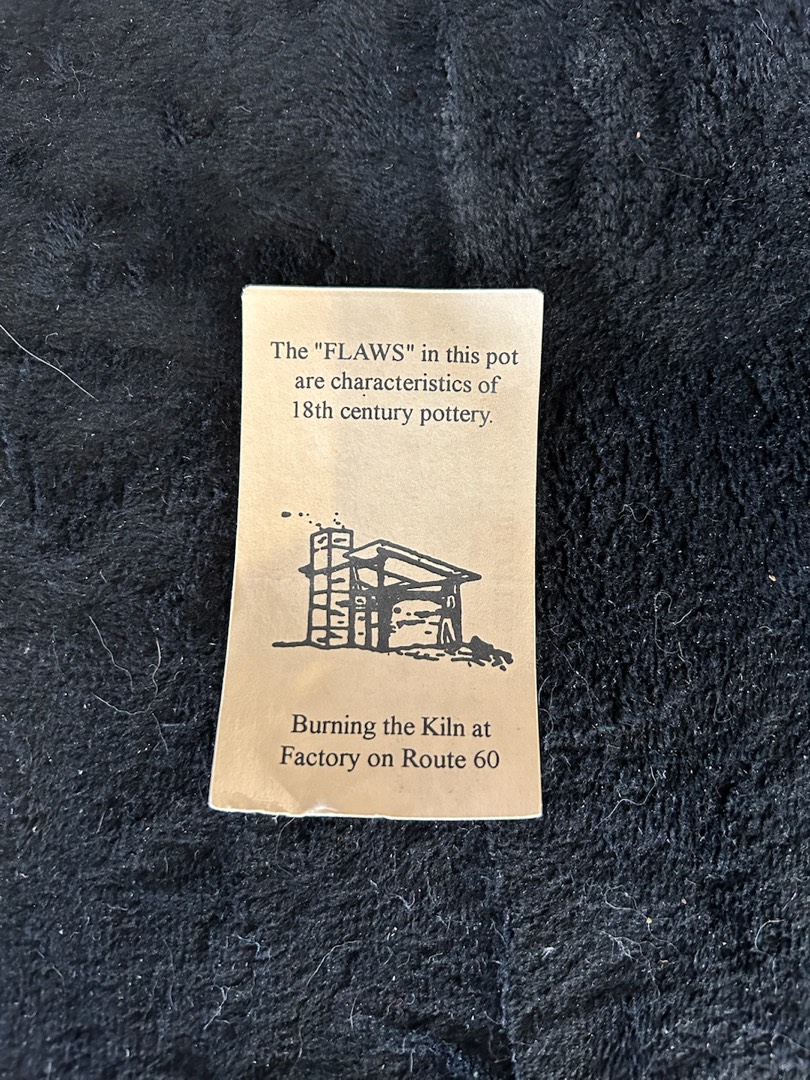 The "FLAWS" in this pot
are characteristics of
18th century pottery.
Burning the Kiln at
Factory on Route 60